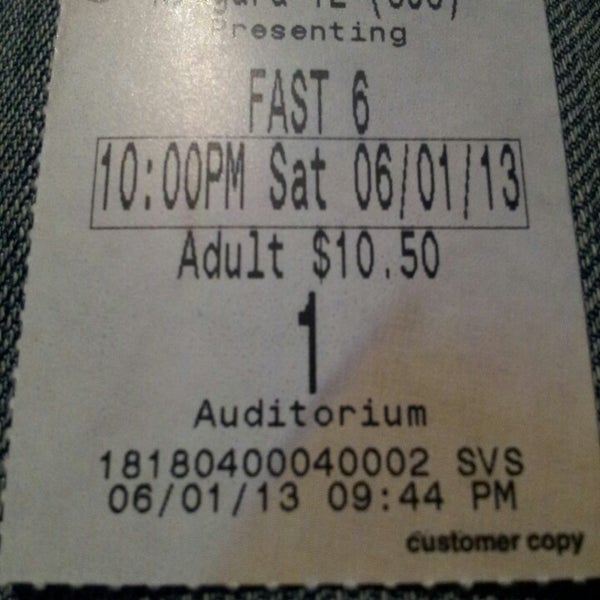 Presenting
FAST 6
10:00PM Sat 06/01/13
Adult $10.50
1
Auditorium
18180400040002 SVS
06/01/13 09:44 PM
customer copy